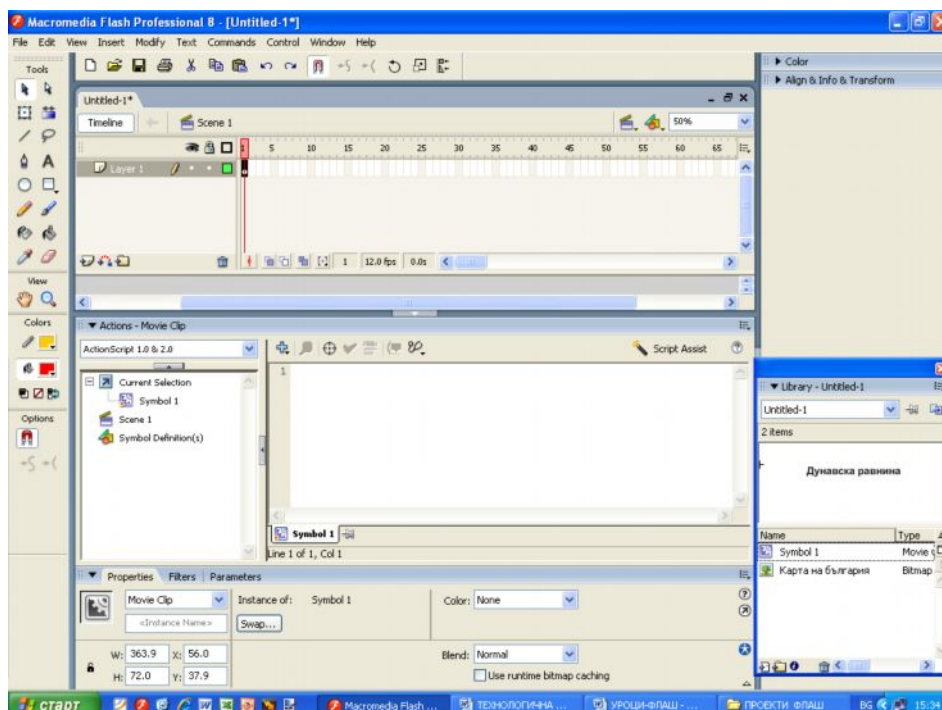 Macromedia Flash Professional 8 - [Untitled-1*]
File Edit View Insert Modify Text Commands Control Window Help
Tools
View
Colors
Options
Untitled-1*
Timeline
Scene 1
50%
1 5 10 15 20 25 30 35 40 45 50 55 60 65
Layer 1
1 12.0 fps 0.0s
Actions - Movie Clip
ActionScript 1.0 & 2.0
Script Assist
Current Selection
Symbol 1
Scene 1
Symbol Definition(s)
1
Symbol 1
Line 1 of 1, Col 1
Properties Filters Parameters
Movie Clip
Instance of: Symbol 1
Color: None
<Instance Name>
Swap...
W: 363.9 X: 56.0
Blend: Normal
H: 72.0 Y: 37.9
Use runtime bitmap caching
Color
Align & Info & Transform
Library - Untitled-1
Untitled-1
2 items
Дунавска равнина
Name Type
Symbol 1 Movie
Карта на българия Bitmap
старт
Macromedia Flash ...
ТЕХНОЛОГИЧНА ...
УРОЦИ-ФЛАШ - ...
ПРОЕКТИ ФЛАШ
BG
15:34